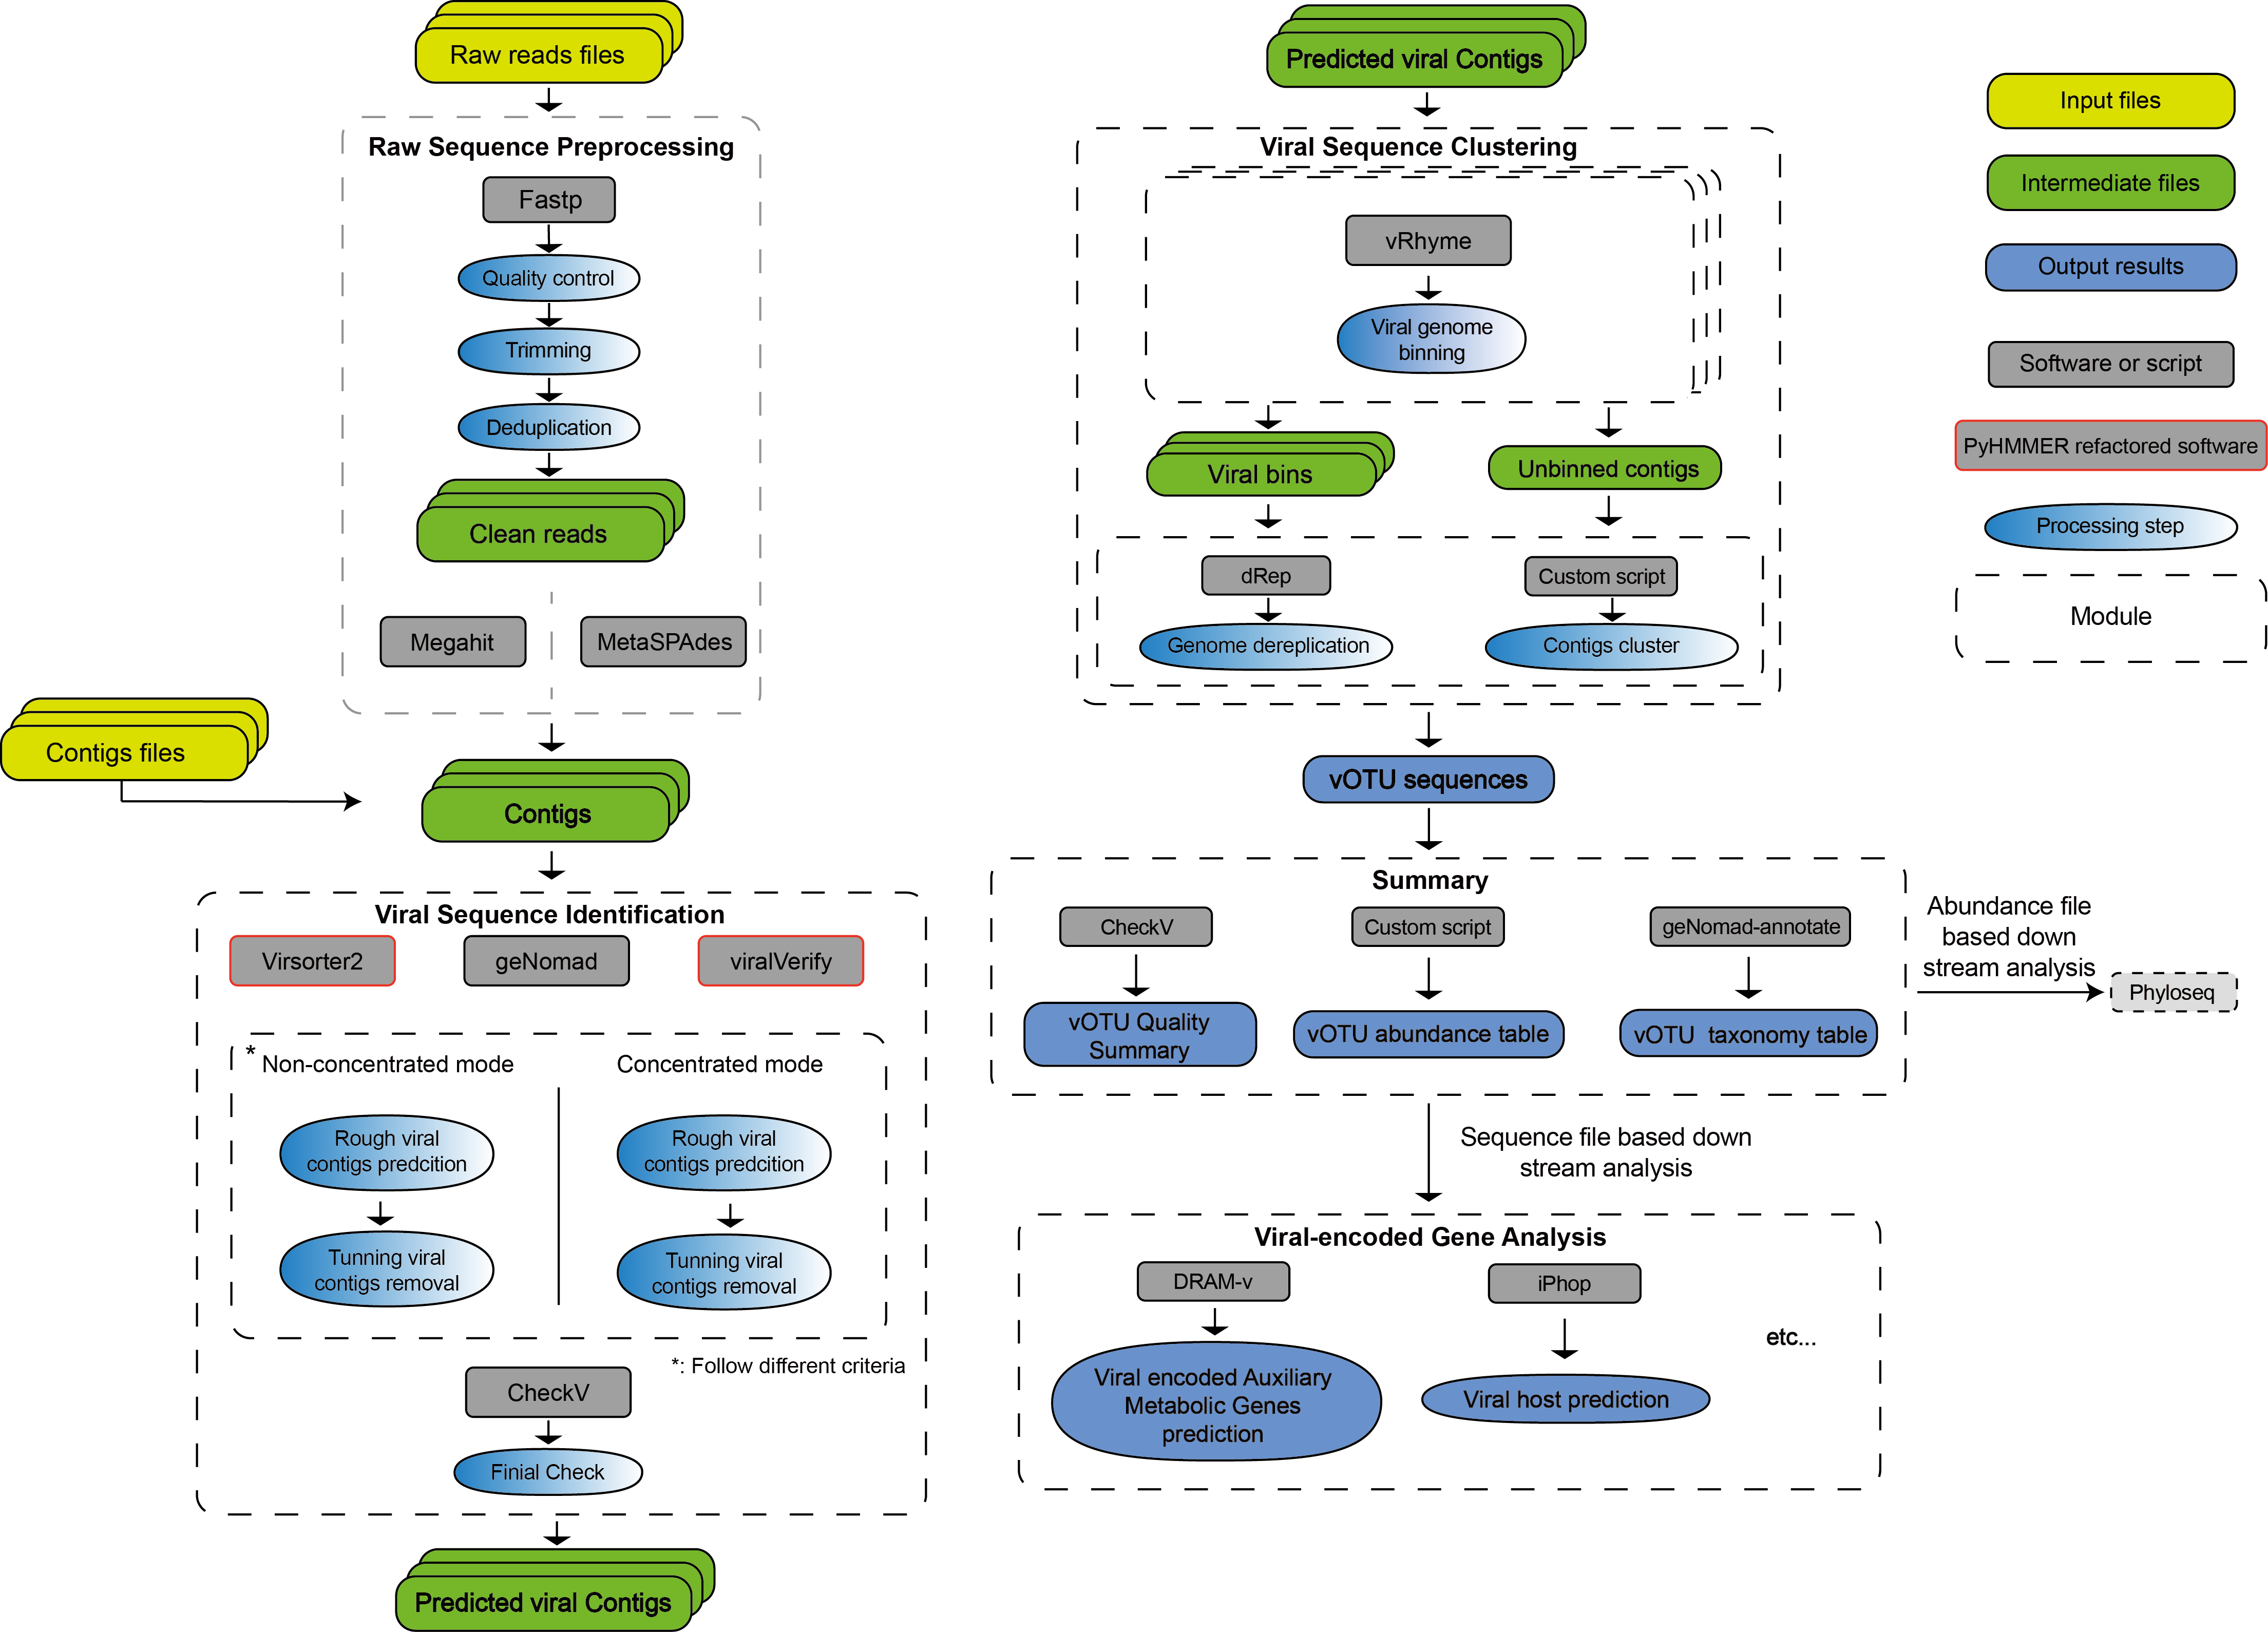 Raw reads files
Raw Sequence Preprocessing
Fastp
Quality control
Trimming
Deduplication
Clean reads
Megahit
MetaSPAdes
Contigs files
Contigs
Viral Sequence Identification
Virsorter2
geNomad
viralVerify
* Non-concentrated mode
Concentrated mode
Rough viral
contigs predcition
Rough viral
contigs predcition
Tunning viral
contigs removal
Tunning viral
contigs removal
*: Follow different criteria
CheckV
Finial Check
Predicted viral Contigs
Predicted viral Contigs
Viral Sequence Clustering
vRhyme
Viral genome
binning
Viral bins
Unbinned contigs
dRep
Custom script
Genome dereplication
Contigs cluster
vOTU sequences
Summary
CheckV
Custom script
geNomad-annotate
vOTU Quality
Summary
vOTU abundance table
vOTU taxonomy table
Abundance file
based down
stream analysis
Phyloseq
Sequence file based down
stream analysis
Viral-encoded Gene Analysis
DRAM-v
iPhop
Viral encoded Auxiliary
Metabolic Genes
prediction
Viral host prediction
etc...
Input files
Intermediate files
Output results
Software or script
PyHMMER refactored software
Processing step
Module